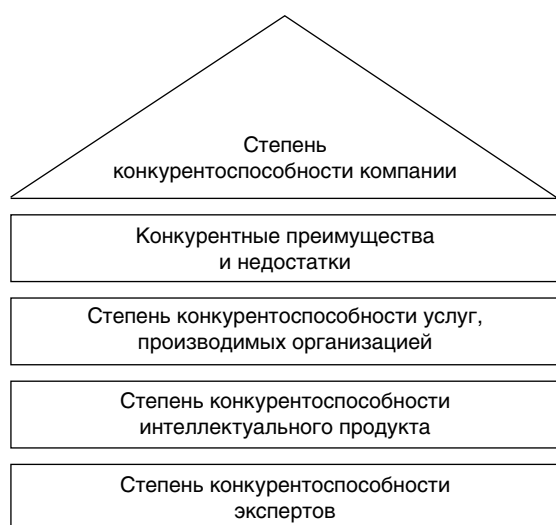 Степень
конкурентоспособности компании
Конкурентные преимущества
и недостатки
Степень конкурентоспособности услуг,
производимых организацией
Степень конкурентоспособности
интеллектуального продукта
Степень конкурентоспособности
экспертов